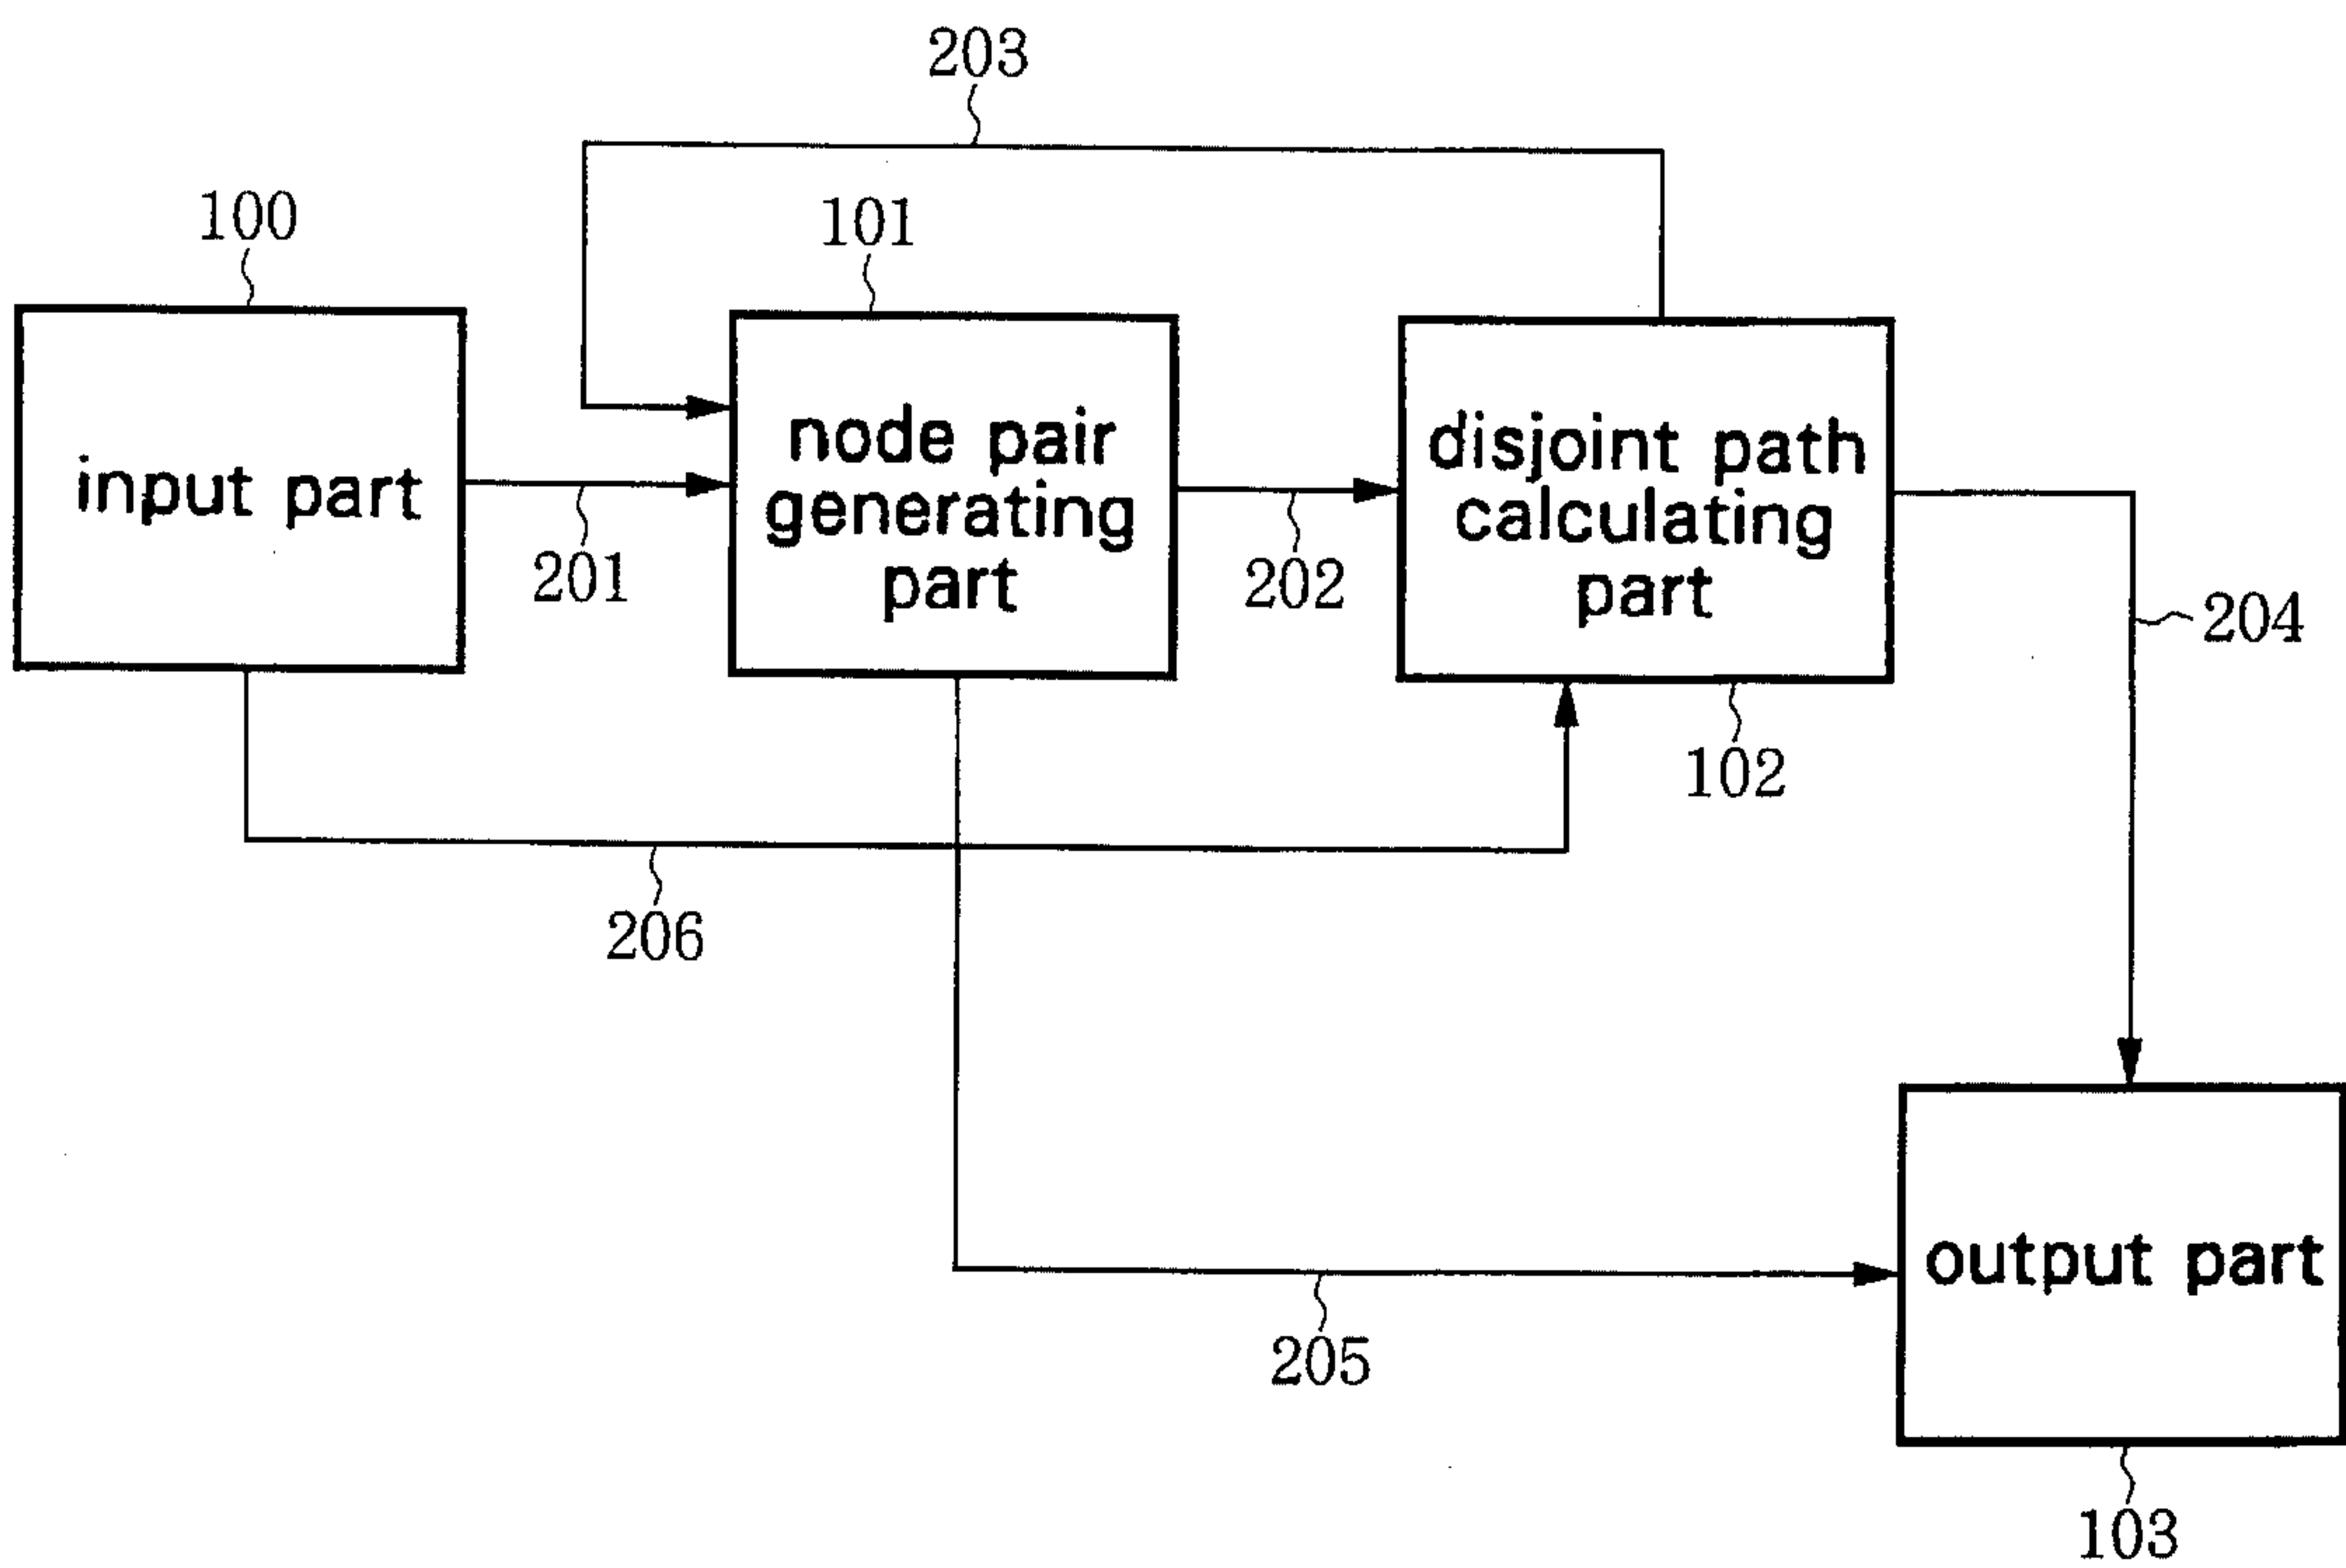 203
100
101
input part
node pair
generating
part
disjoint path
calculating
part
201
202
204
102
206
output part
205
103